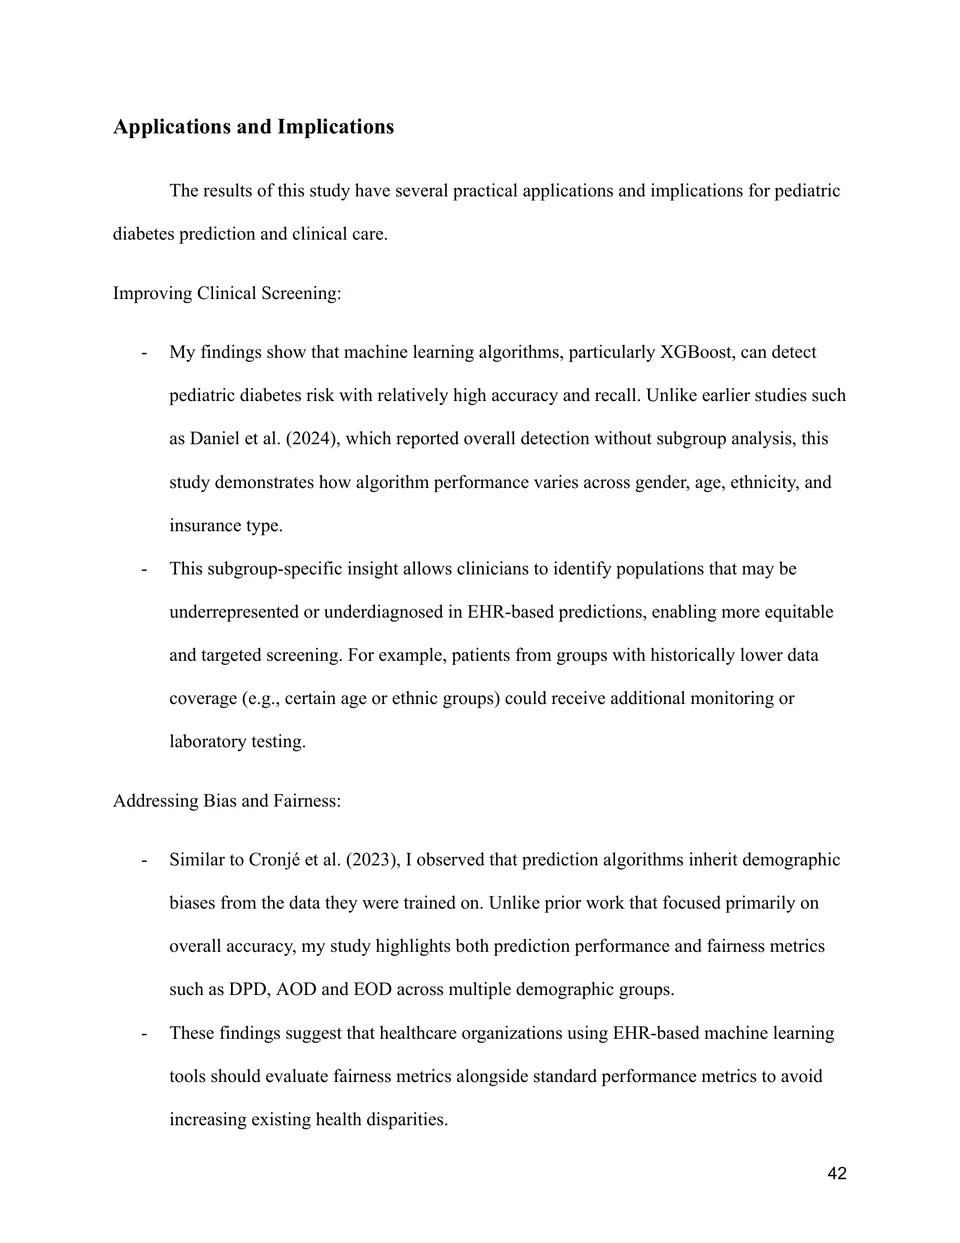 Applications and Implications
The results of this study have several practical applications and implications for pediatric
diabetes prediction and clinical care.
Improving Clinical Screening:
- My findings show that machine learning algorithms, particularly XGBoost, can detect
pediatric diabetes risk with relatively high accuracy and recall. Unlike earlier studies such
as Daniel et al. (2024), which reported overall detection without subgroup analysis, this
study demonstrates how algorithm performance varies across gender, age, ethnicity, and
insurance type.
- This subgroup-specific insight allows clinicians to identify populations that may be
underrepresented or underdiagnosed in EHR-based predictions, enabling more equitable
and targeted screening. For example, patients from groups with historically lower data
coverage (e.g., certain age or ethnic groups) could receive additional monitoring or
laboratory testing.
Addressing Bias and Fairness:
- Similar to Cronjé et al. (2023), I observed that prediction algorithms inherit demographic
biases from the data they were trained on. Unlike prior work that focused primarily on
overall accuracy, my study highlights both prediction performance and fairness metrics
such as DPD, AOD and EOD across multiple demographic groups.
- These findings suggest that healthcare organizations using EHR-based machine learning
tools should evaluate fairness metrics alongside standard performance metrics to avoid
increasing existing health disparities.
42